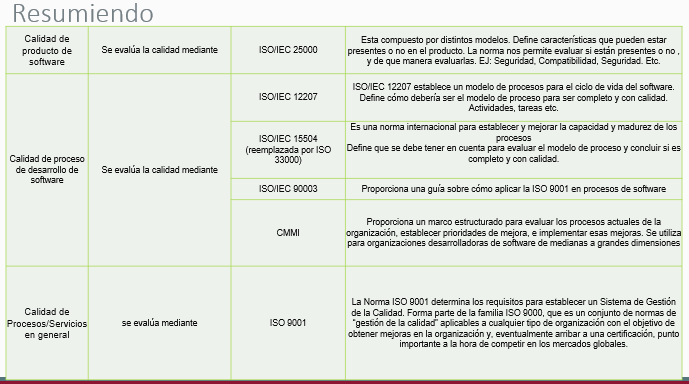 Resumiendo
Calidad de
producto de
software
Se evalúa la calidad mediante
ISO/IEC 25000
Esta compuesto por distintos modelos. Define características que pueden estar
presentes o no en el producto. La norma nos permite evaluar si están presentes o no ,
y de que manera evaluarlas. EJ: Seguridad, Compatibilidad, Seguridad. Etc.
Calidad de proceso
de desarrollo de
software
Se evalúa la calidad mediante
ISO/IEC 12207
ISO/IEC 12207 establece un modelo de procesos para el ciclo de vida del software.
Define cómo debería ser el modelo de proceso para ser completo y con calidad.
Actividades, tareas etc.
ISO/IEC 15504
(reemplazada por ISO
33000)
Es una norma internacional para establecer y mejorar la capacidad y madurez de los
procesos
Define que se debe tener en cuenta para evaluar el modelo de proceso y concluir si es
completo y con calidad.
ISO/IEC 90003
Proporciona una guía sobre cómo aplicar la ISO 9001 en procesos de software
CMMI
Proporciona un marco estructurado para evaluar los procesos actuales de la
organización, establecer prioridades de mejora, e implementar esas mejoras. Se utiliza
para organizaciones desarrolladoras de software de medianas a grandes dimensiones
Calidad de
Procesos/Servicios
en general
se evalúa mediante
ISO 9001
La Norma ISO 9001 determina los requisitos para establecer un Sistema de Gestión
de la Calidad. Forma parte de la familia ISO 9000, que es un conjunto de normas de
"gestión de la calidad" aplicables a cualquier tipo de organización con el objetivo de
obtener mejoras en la organización y, eventualmente arribar a una certificación, punto
importante a la hora de competir en los mercados globales.